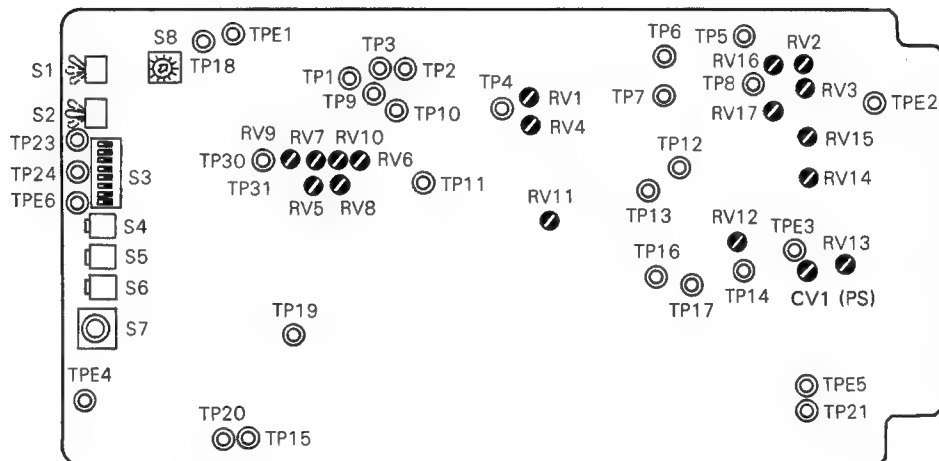 S8
TPE1
TP18
TP3
TP1
TP2
TP9
TP10
TP4
RV1
RV4
TP6
TP5
RV2
RV16
TP8
TP7
RV3
TPE2
RV17
RV15
RV14
S1
S2
TP23
TP24
TPE6
S3
S4
S5
S6
S7
RV9
RV7
RV10
TP30
RV6
TP31
RV5
RV8
TP11
RV11
TP12
TP13
RV12
TPE3
RV13
TP16
TP17
TP14
CV1 (PS)
TP19
TPE4
TP20
TP15
TPE5
TP21